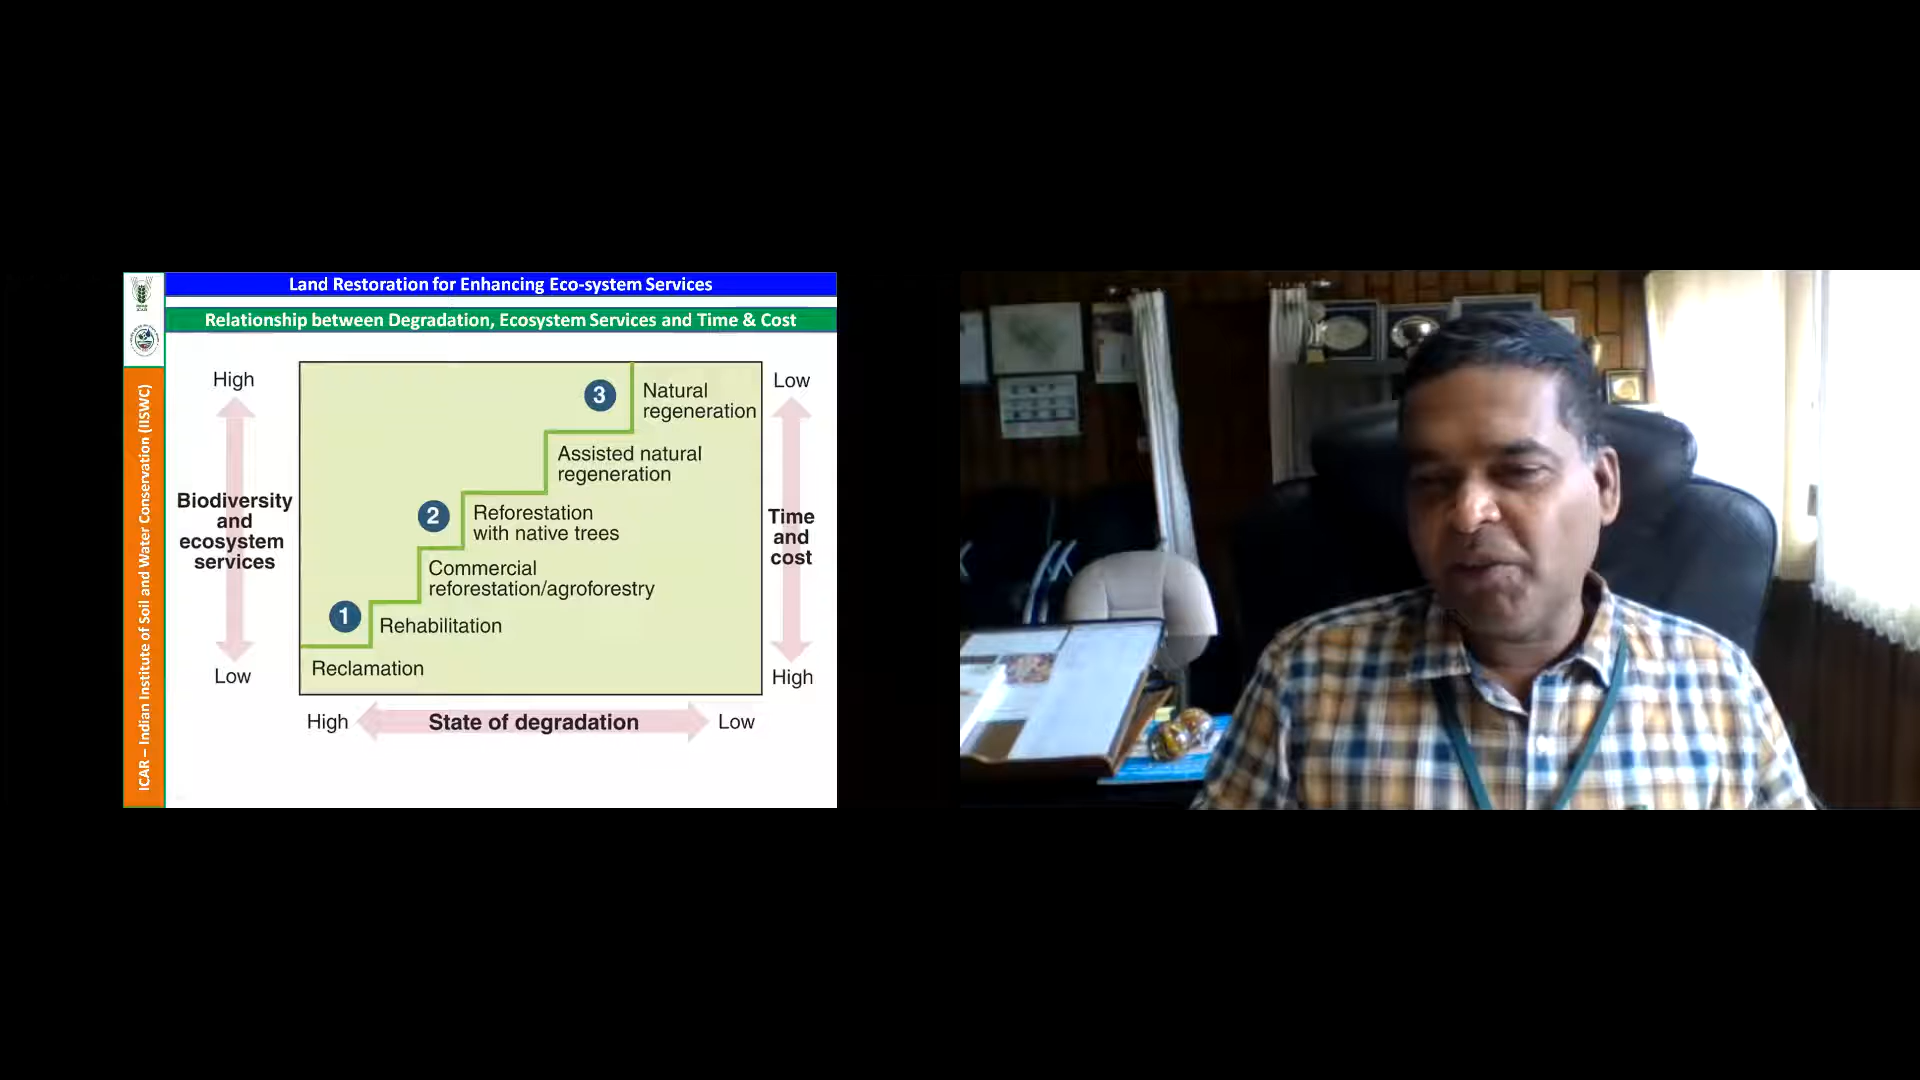 Land Restoration for Enhancing Eco-system Services
Relationship between Degradation, Ecosystem Services and Time & Cost
ICAR – Indian Institute of Soil and Water Conservation (IISWC)
High
Biodiversity
and
ecosystem
services
Low
3
Natural
regeneration
Assisted natural
regeneration
2
Reforestation
with native trees
Commercial
reforestation/agroforestry
1
Rehabilitation
Reclamation
Low
Time
and
cost
High
High
State of degradation
Low